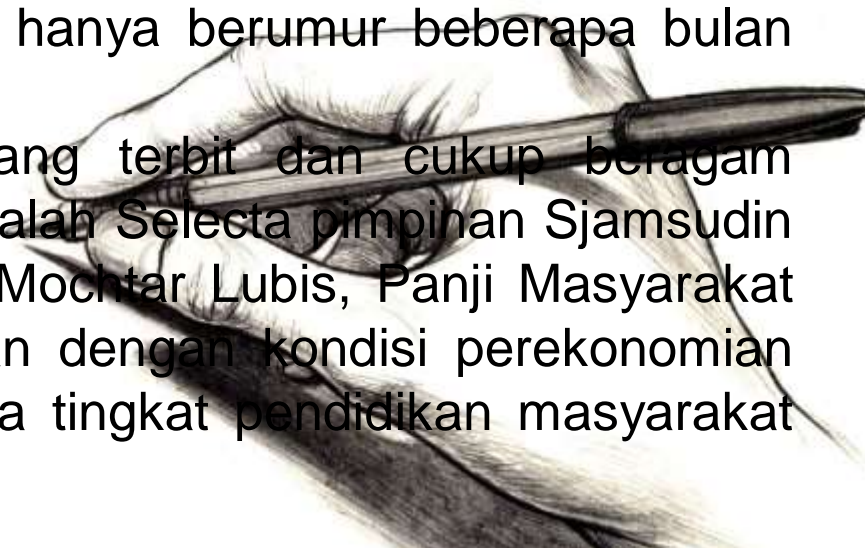 hanya berumur beberapa bulan
ang terbit dan cukup beragam
alah Selecta pimpinan Sjamsudin
Mochtar Lubis, Panji Masyarakat
n dengan kondisi perekonomian
a tingkat pendidikan masyarakat